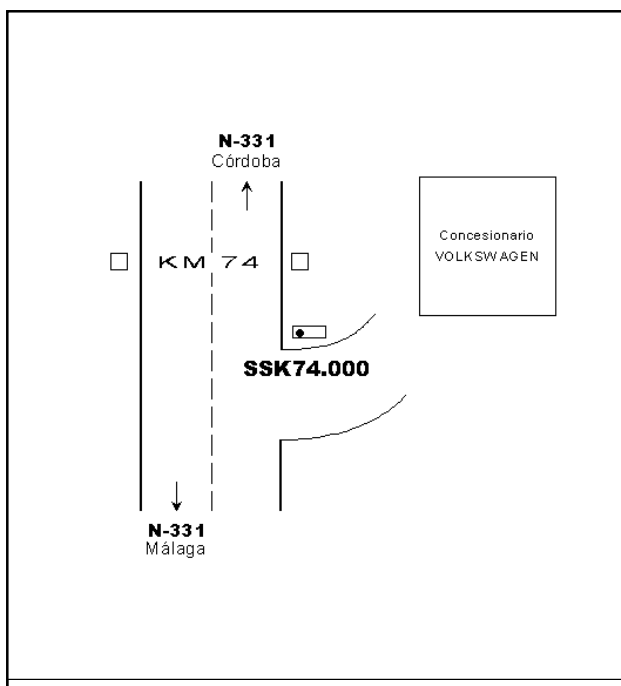 N-331
Córdoba
Concesionario
VOLKSWAGEN
KM 74
SSK74.000
N-331
Málaga